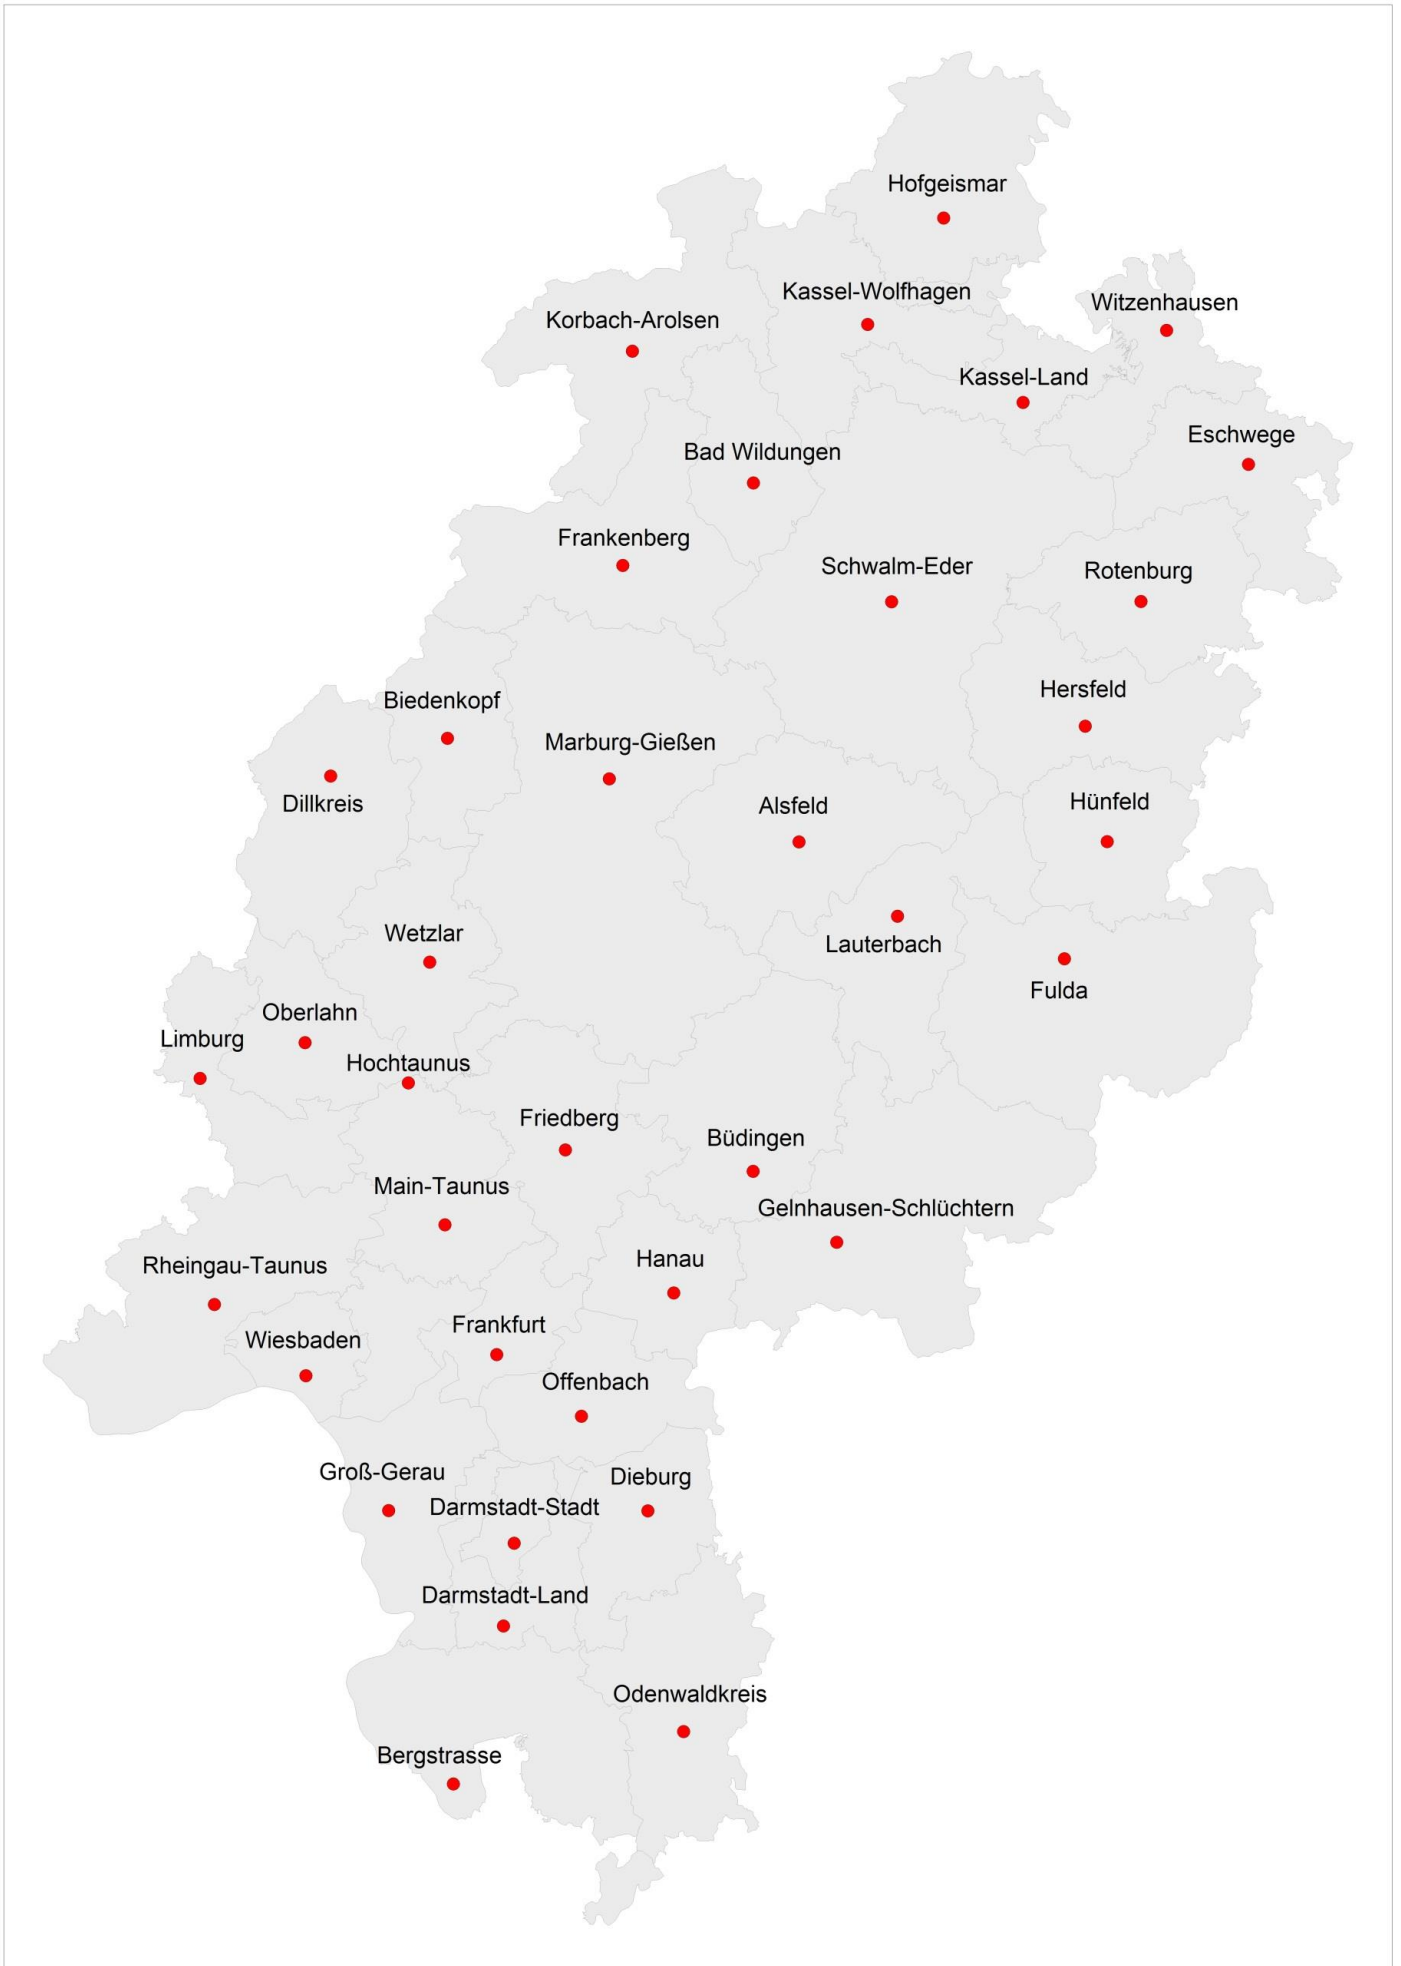 Hofgeismar
Kassel-Wolfhagen
Witzenhausen
Korbach-Arolsen
Kassel-Land
Eschwege
Bad Wildungen
Frankenberg
Schwalm-Eder
Rotenburg
Hersfeld
Biedenkopf
Marburg-Gießen
Dillkreis
Alsfeld
Hünfeld
Wetzlar
Lauterbach
Fulda
Oberlahn
Limburg
Hochtaunus
Friedberg
Büdingen
Main-Taunus
Gelnhausen-Schlüchtern
Rheingau-Taunus
Hanau
Frankfurt
Wiesbaden
Offenbach
Groß-Gerau
Dieburg
Darmstadt-Stadt
Darmstadt-Land
Odenwaldkreis
Bergstrasse